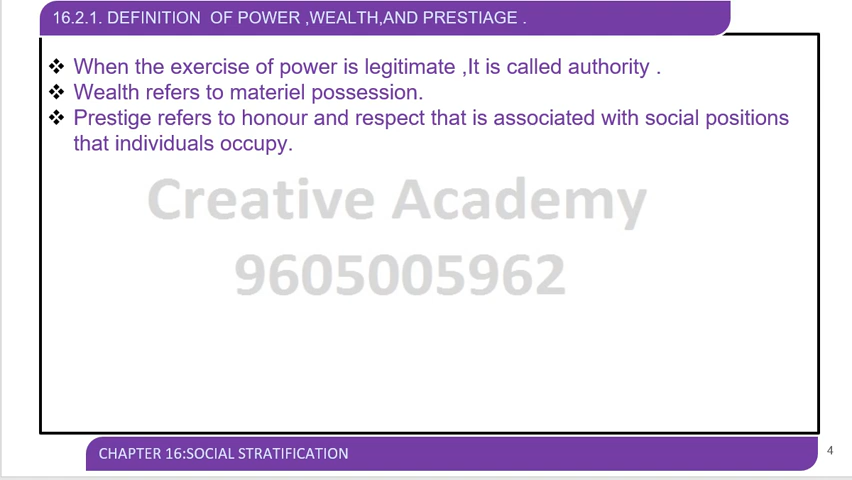 16.2.1. DEFINITION  OF POWER ,WEALTH,AND PRESTIAGE .
❖ When the exercise of power is legitimate ,It is called authority .
❖ Wealth refers to materiel possession.
❖ Prestige refers to honour and respect that is associated with social positions
that individuals occupy.
Creative Academy
9605005962
CHAPTER 16:SOCIAL STRATIFICATION
4